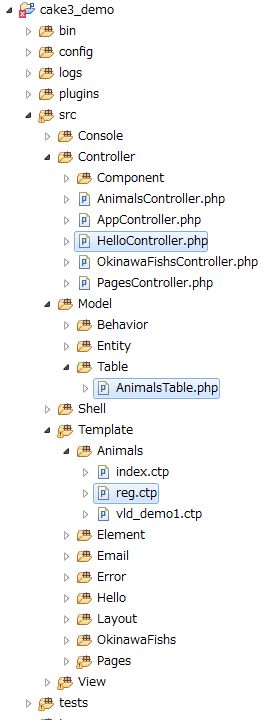 cake3_demo
bin
config
logs
plugins
src
Console
Controller
Component
AnimalsController.php
AppController.php
HelloController.php
OkinawaFishsController.php
PagesController.php
Model
Behavior
Entity
Table
AnimalsTable.php
Shell
Template
Animals
index.ctp
reg.ctp
vld_demo1.ctp
Element
Email
Error
Hello
Layout
OkinawaFishs
Pages
View
tests